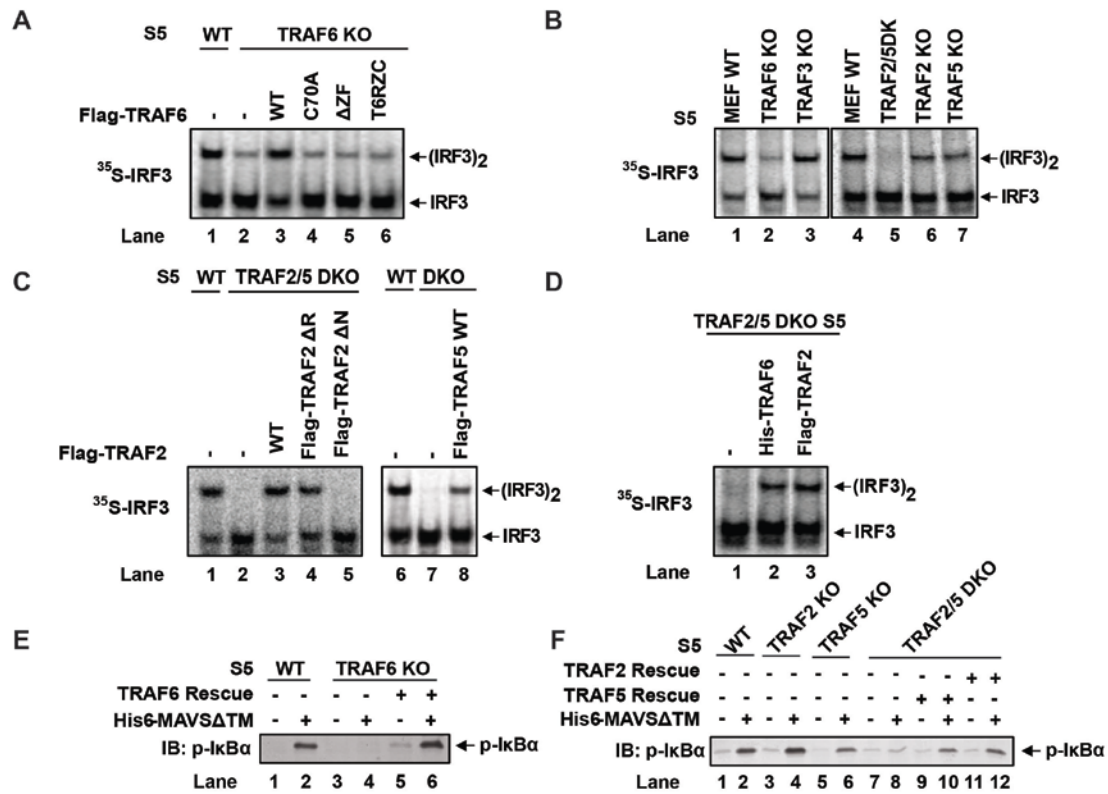 A
S5 WT TRAF6 KO
Flag-TRAF6 - - WT C70A ΔZF T6RZC
35S-IRF3 (IRF3)2
IRF3
Lane 1 2 3 4 5 6
B
S5 MEF WT TRAF6 KO TRAF3 KO MEF WT TRAF2/5DK TRAF2 KO TRAF5 KO
35S-IRF3 (IRF3)2
IRF3
Lane 1 2 3 4 5 6 7
C
S5 WT TRAF2/5 DKO WT DKO
Flag-TRAF2 - - WT Flag-TRAF2 ΔR Flag-TRAF2 ΔN - - Flag-TRAF5 WT
35S-IRF3 (IRF3)2
IRF3
Lane 1 2 3 4 5 6 7 8
D
TRAF2/5 DKO S5
- His-TRAF6 Flag-TRAF2
35S-IRF3 (IRF3)2
IRF3
Lane 1 2 3
E
S5 WT TRAF6 KO
TRAF6 Rescue - - - - + +
His6-MAVSΔTM - + - + - +
IB: p-IκBα p-IκBα
Lane 1 2 3 4 5 6
F
S5 WT TRAF2 KO TRAF5 KO TRAF2/5 DKO
TRAF2 Rescue - - - - - - - - - - + +
TRAF5 Rescue - - - - - - - - + + - -
His6-MAVSΔTM - + - + - + - + - + - +
IB: p-IκBα p-IκBα
Lane 1 2 3 4 5 6 7 8 9 10 11 12